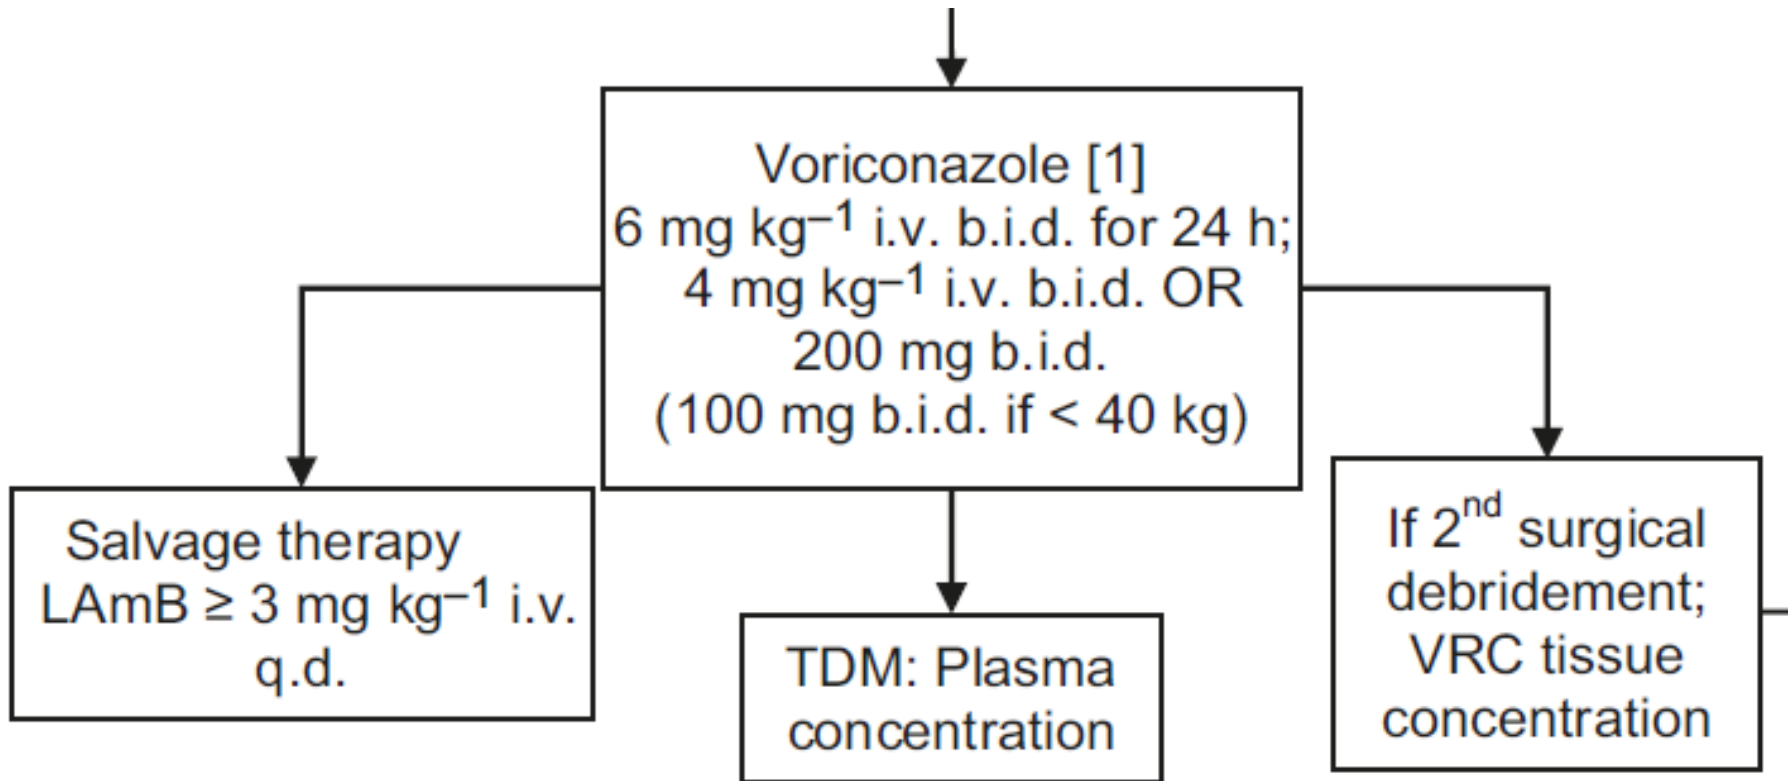 Voriconazole [1]
6 mg kg⁻¹ i.v. b.i.d. for 24 h;
4 mg kg⁻¹ i.v. b.i.d. OR
200 mg b.i.d.
(100 mg b.i.d. if < 40 kg)
Salvage therapy
LAmB ≥ 3 mg kg⁻¹ i.v.
q.d.
TDM: Plasma
concentration
If 2ⁿᵈ surgical
debridement;
VRC tissue
concentration